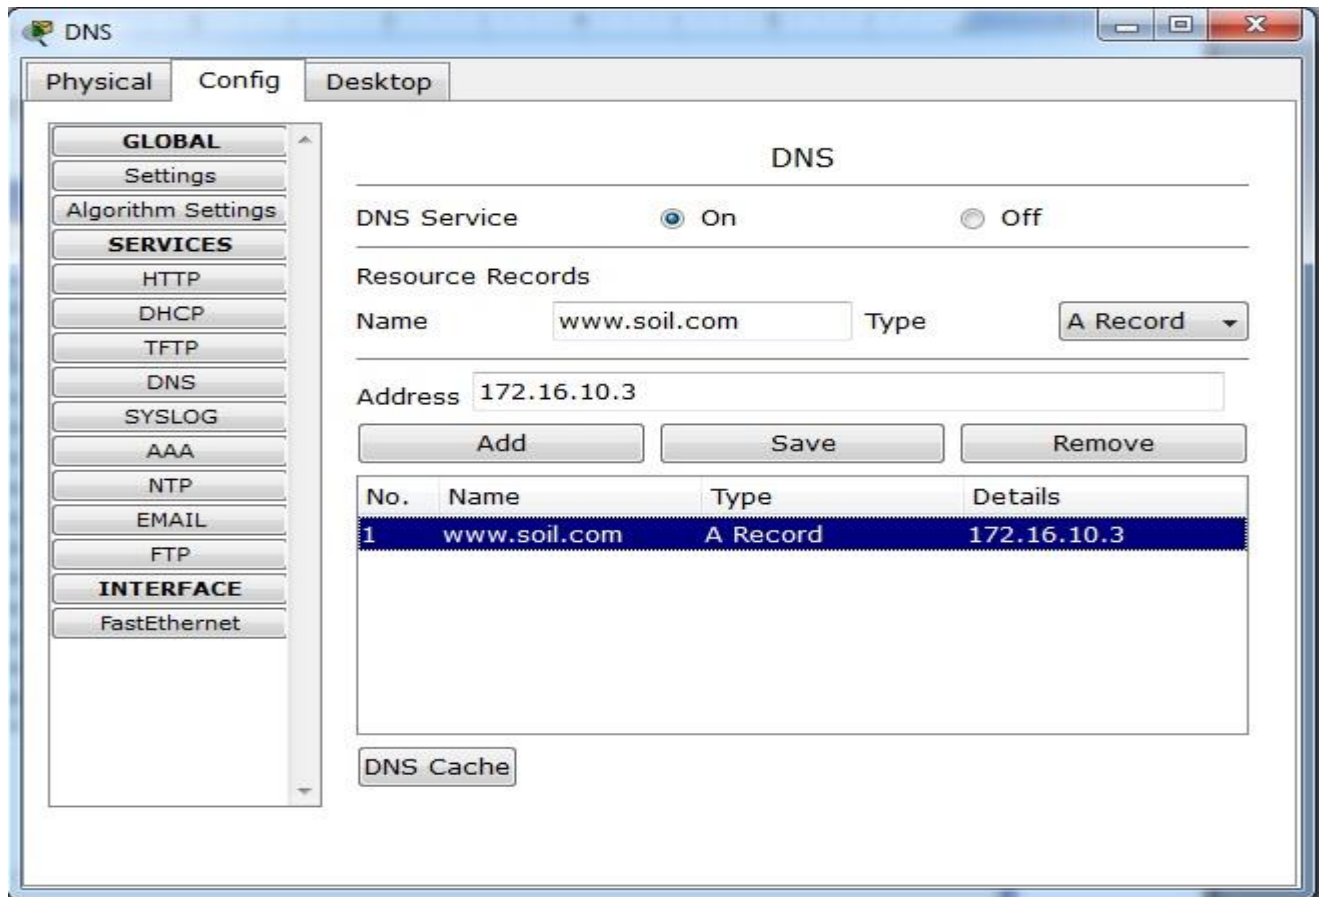 DNS
Physical Config Desktop
GLOBAL
Settings
Algorithm Settings
SERVICES
HTTP
DHCP
TFTP
DNS
SYSLOG
AAA
NTP
EMAIL
FTP
INTERFACE
FastEthernet
DNS
DNS Service On Off
Resource Records
Name www.soil.com Type A Record
Address 172.16.10.3
Add Save Remove
No. Name Type Details
1 www.soil.com A Record 172.16.10.3
DNS Cache